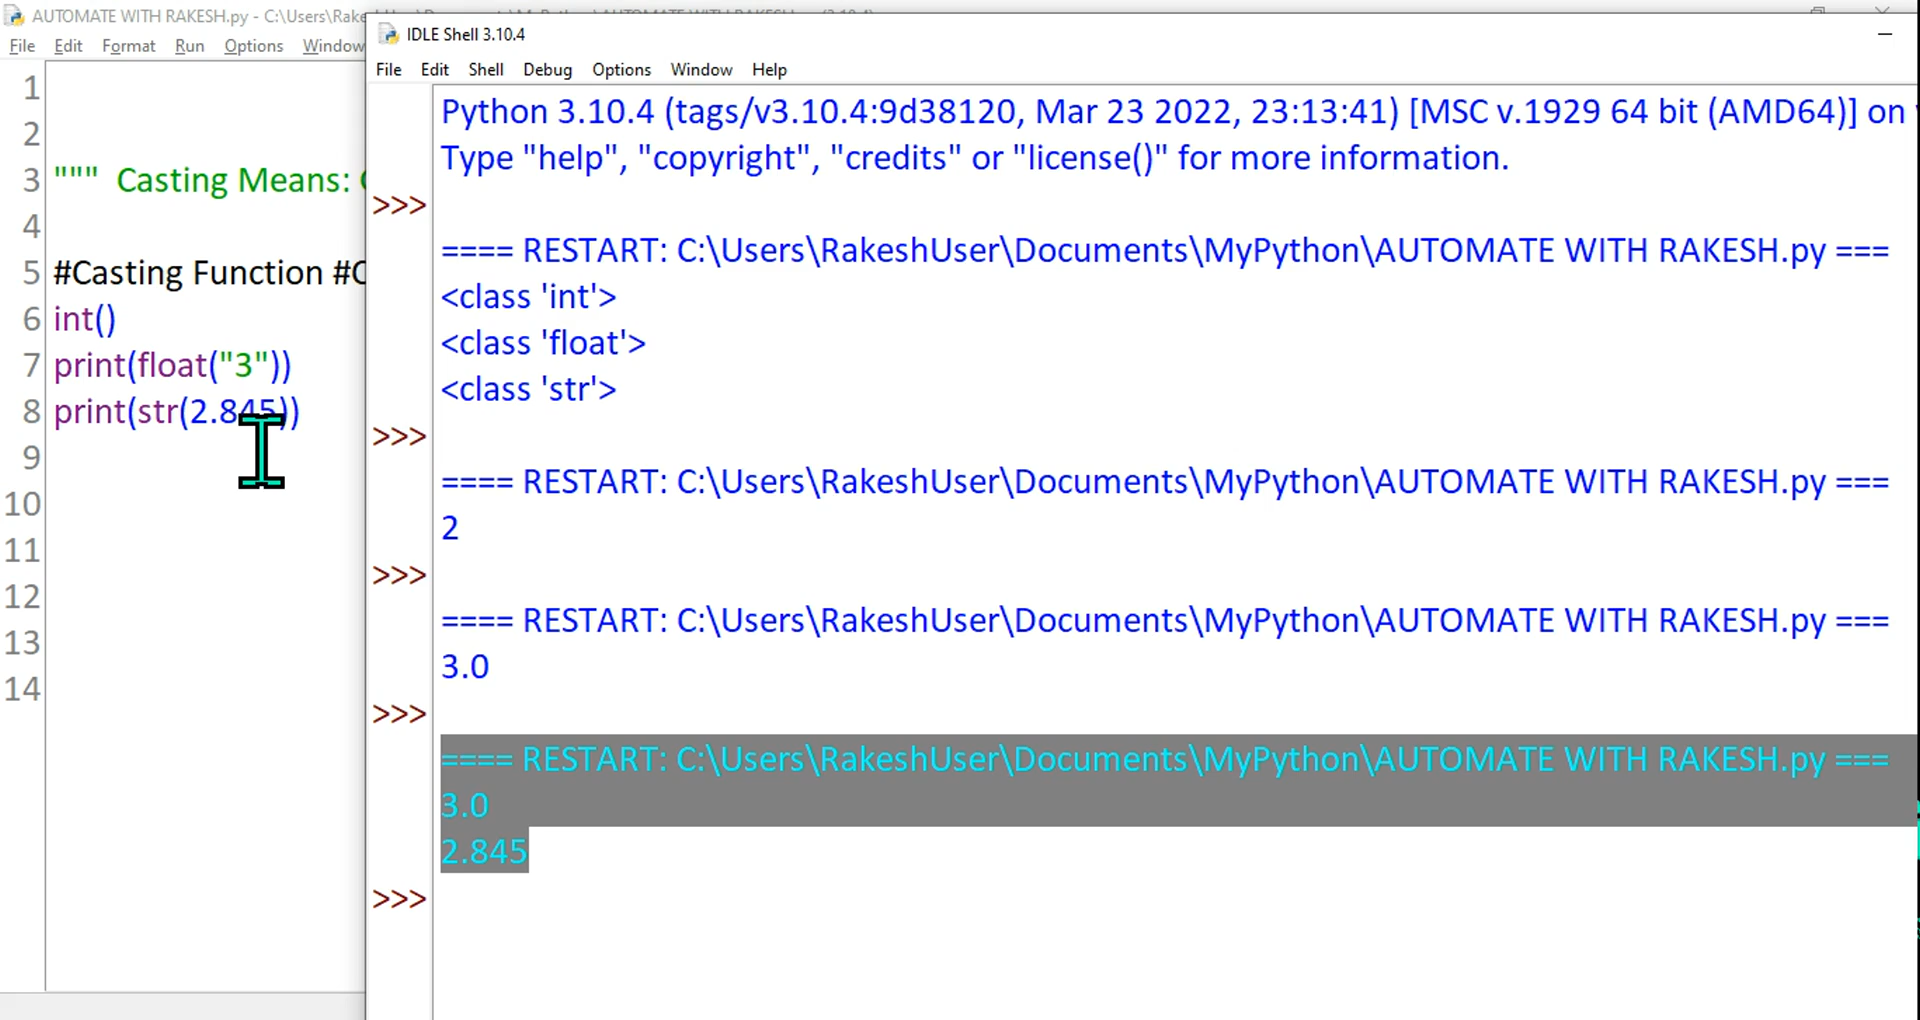 AUTOMATE WITH RAKESH.py - C:\Users\Rake
File Edit Format Run Options Window
1
2
3 """ Casting Means:
4
5 #Casting Function #C
6 int()
7 print(float("3"))
8 print(str(2.845))
9
10
11
12
13
14
IDLE Shell 3.10.4
File Edit Shell Debug Options Window Help
Python 3.10.4 (tags/v3.10.4:9d38120, Mar 23 2022, 23:13:41) [MSC v.1929 64 bit (AMD64)] on
Type "help", "copyright", "credits" or "license()" for more information.
>>>
==== RESTART: C:\Users\RakeshUser\Documents\MyPython\AUTOMATE WITH RAKESH.py ===
<class 'int'>
<class 'float'>
<class 'str'>
>>>
==== RESTART: C:\Users\RakeshUser\Documents\MyPython\AUTOMATE WITH RAKESH.py ===
2
>>>
==== RESTART: C:\Users\RakeshUser\Documents\MyPython\AUTOMATE WITH RAKESH.py ===
3.0
>>>
==== RESTART: C:\Users\RakeshUser\Documents\MyPython\AUTOMATE WITH RAKESH.py ===
3.0
2.845
>>>